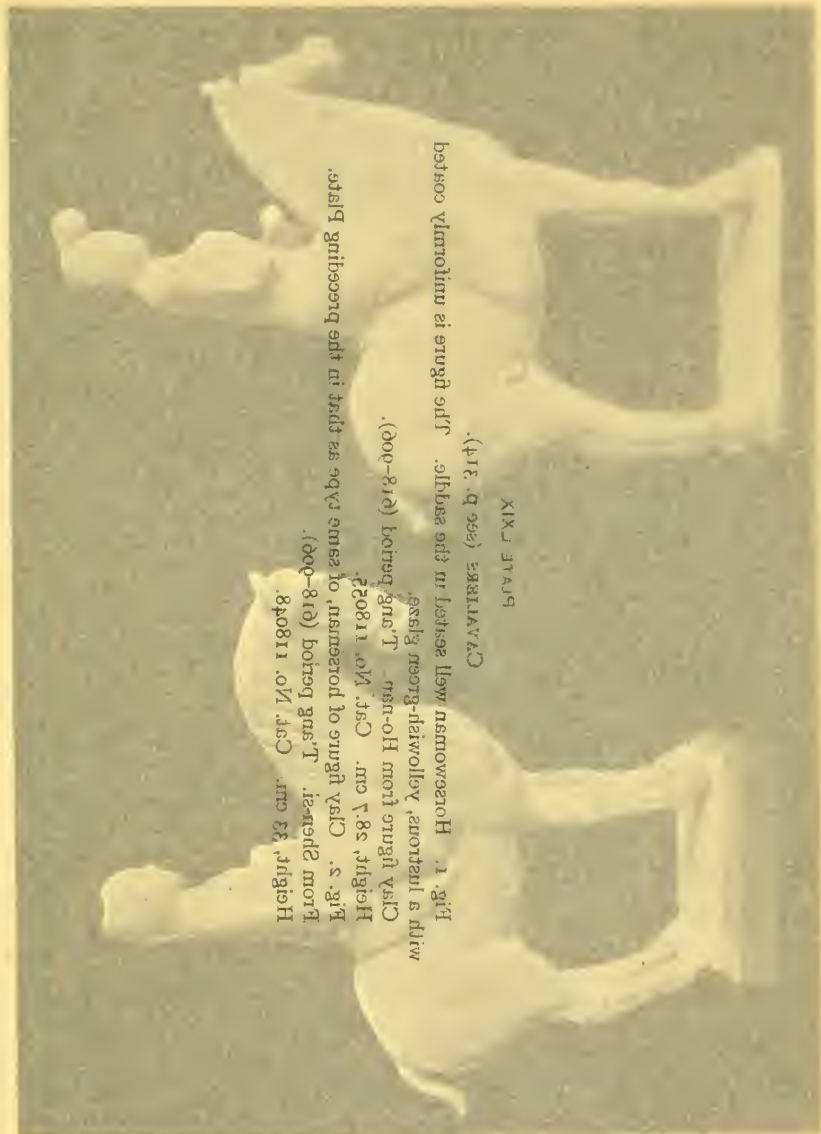 PLATE LXIX
CAVALIERS (see p. 314).
Fig. 1. Horsewoman well seated in the saddle. The figure is uniformly coated
with a lustrous, yellowish-green glaze.
Clay figure from Ho-nan. T'ang period (618-906).
Height, 28.7 cm. Cat. No. 118055.
Fig. 2. Clay figure of horseman, of same type as that in the preceding Plate.
From Shen-si. T'ang period (618-906).
Height, 33 cm. Cat. No. 118048.